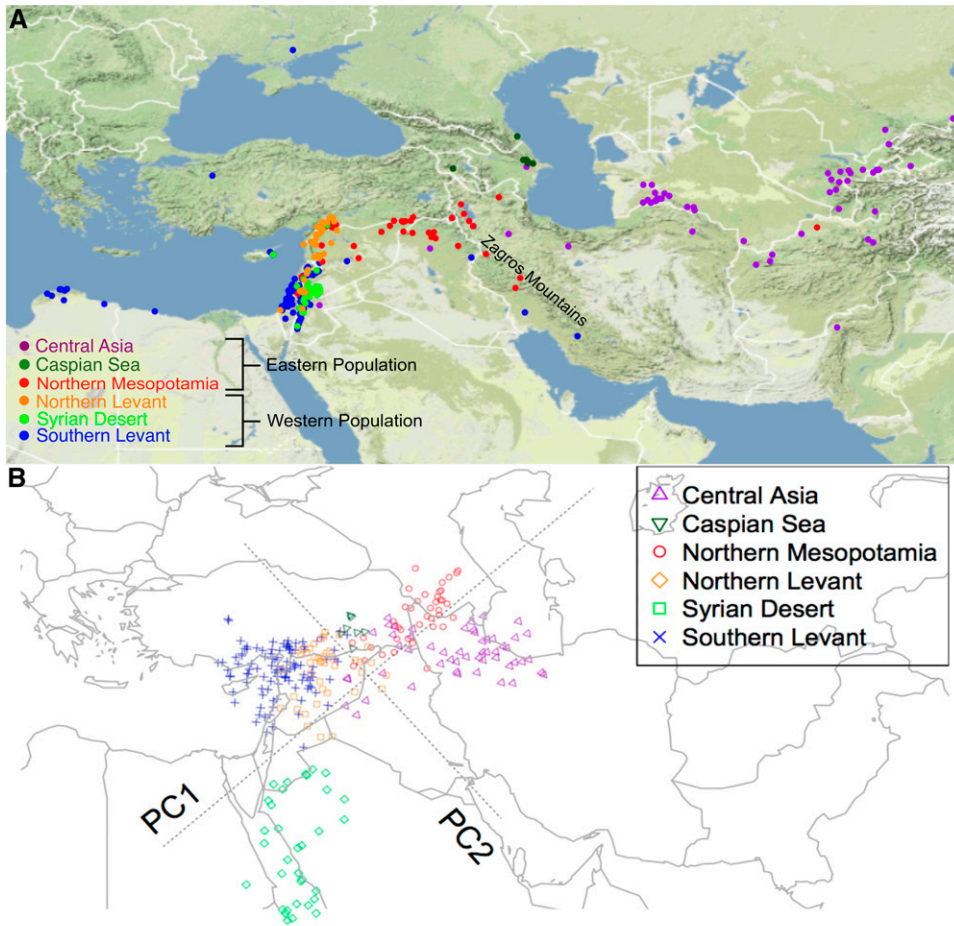 A
Zagros Mountains
Central Asia
Caspian Sea
Northern Mesopotamia
Northern Levant
Syrian Desert
Southern Levant
Eastern Population
Western Population
B
Central Asia
Caspian Sea
Northern Mesopotamia
Northern Levant
Syrian Desert
Southern Levant
PC1
PC2